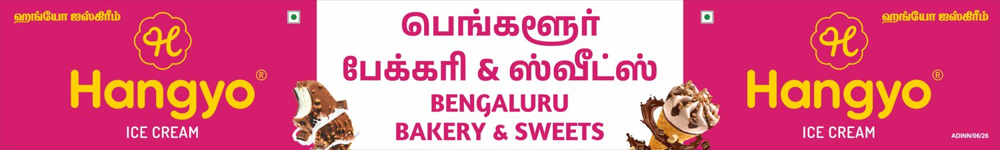 ஹங்யோ ஐஸ்கிரீம்
H
Hangyo®
ICE CREAM
பெங்களூர்
பேக்கரி & ஸ்வீட்ஸ்
BENGALURU
BAKERY & SWEETS
ஹங்யோ ஐஸ்கிரீம்
H
Hangyo®
ICE CREAM
ADINN/06/26